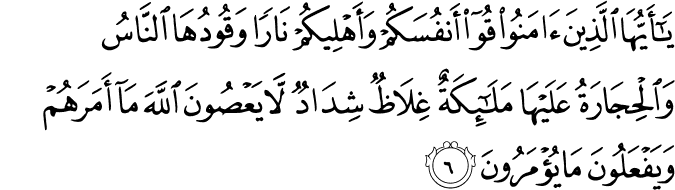 يَـٰٓأَيُّهَا ٱلَّذِينَ ءَامَنُوا۟ قُوٓا۟ أَنفُسَكُمْ وَأَهْلِيكُمْ نَارًا وَقُودُهَا ٱلنَّاسُ
وَٱلْحِجَارَةُ عَلَيْهَا مَلَـٰٓئِكَةٌ غِلَاظٌ شِدَادٌ لَّا يَعْصُونَ ٱللَّهَ مَآ أَمَرَهُمْ
وَيَفْعَلُونَ مَا يُؤْمَرُونَ ٦